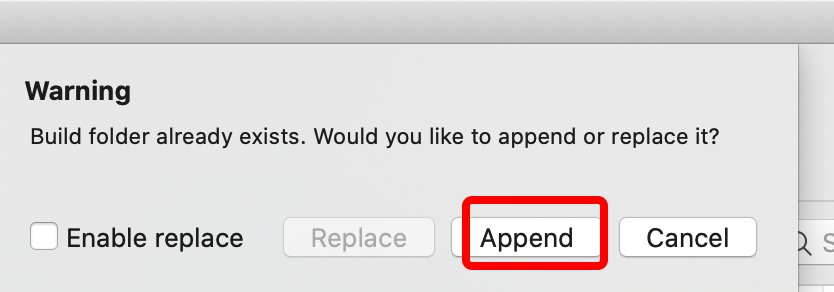 Warning
Build folder already exists. Would you like to append or replace it?
Enable replace
Replace
Append
Cancel
S